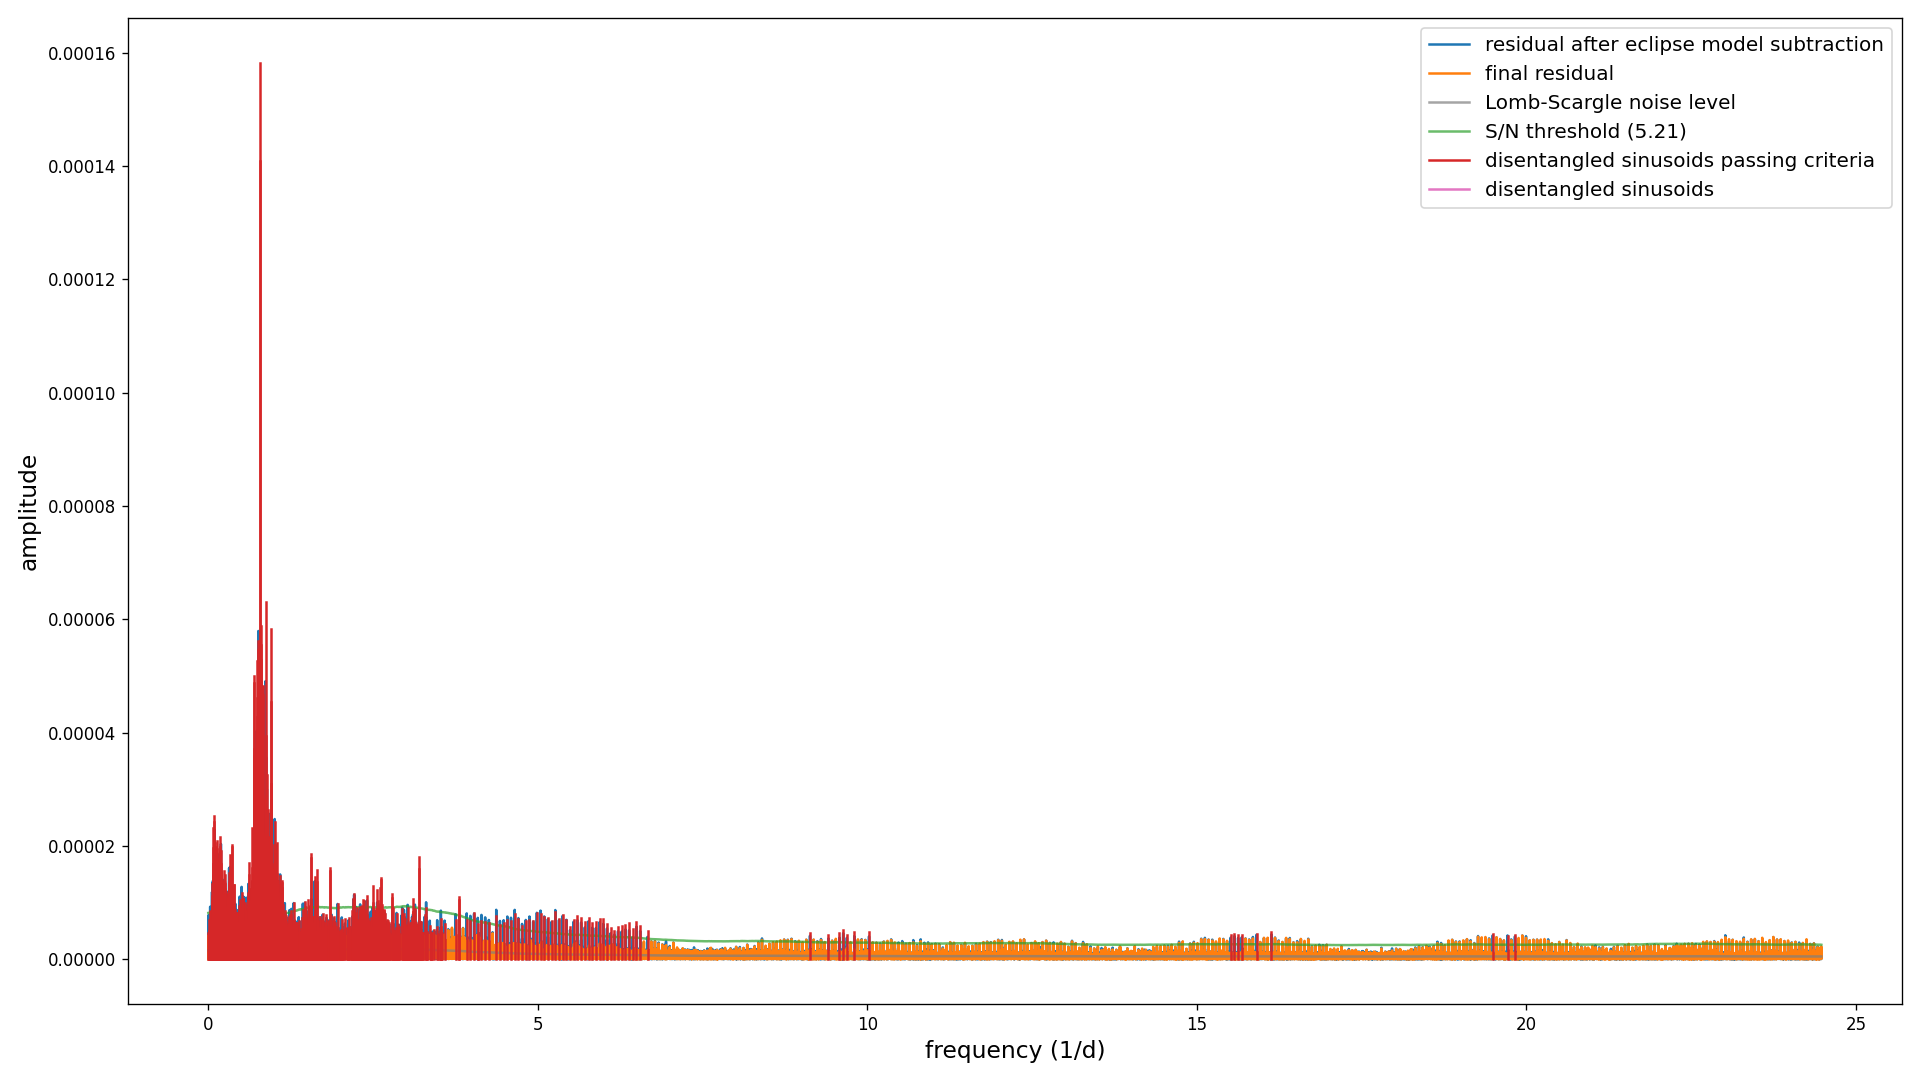 residual after eclipse model subtraction
final residual
Lomb-Scargle noise level
S/N threshold (5.21)
disentangled sinusoids passing criteria
disentangled sinusoids
amplitude
0.00016
0.00014
0.00012
0.00010
0.00008
0.00006
0.00004
0.00002
0.00000
0 5 10 15 20 25
frequency (1/d)